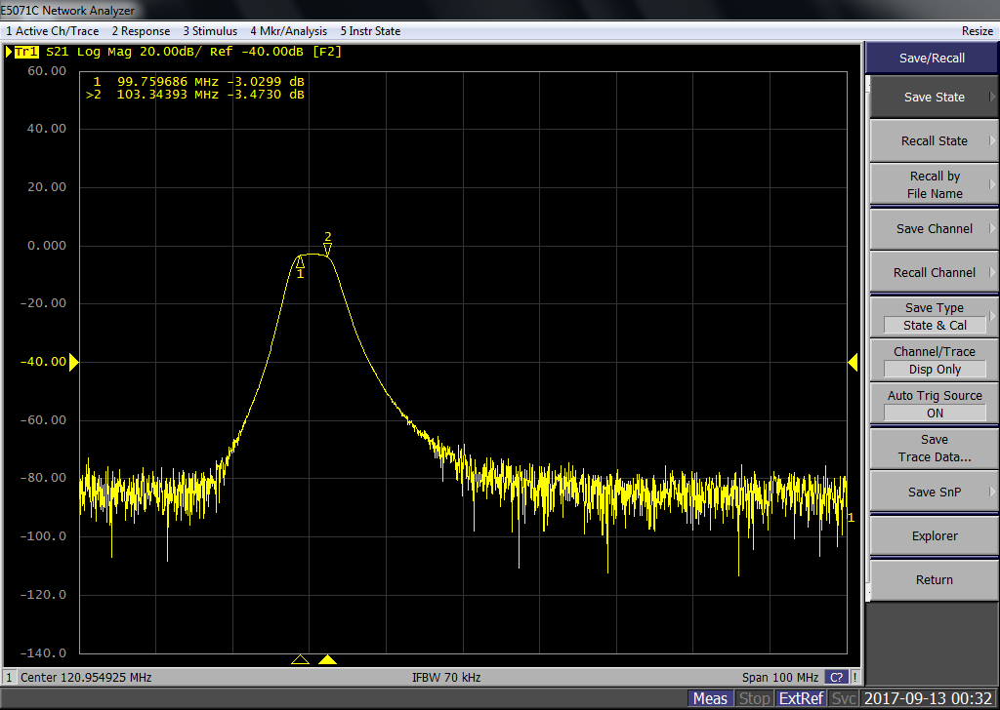 E5071C Network Analyzer
1 Active Ch/Trace 2 Response 3 Stimulus 4 Mkr/Analysis 5 Instr State Resize
Tr1 S21 Log Mag 20.00dB/ Ref -40.00dB [F2]
60.00
1 99.759686 MHz -3.0299 dB
>2 103.34393 MHz -3.4730 dB
40.00
20.00
0.000
2
1
-20.00
-40.00
-60.00
-80.00
1
-100.0
-120.0
-140.0
1 Center 120.954925 MHz IFBW 70 kHz Span 100 MHz C? !
Save/Recall
Save State
Recall State
Recall by
File Name
Save Channel
Recall Channel
Save Type
State & Cal
Channel/Trace
Disp Only
Auto Trig Source
ON
Save
Trace Data...
Save SnP
Explorer
Return
Meas Stop ExtRef Svc 2017-09-13 00:32